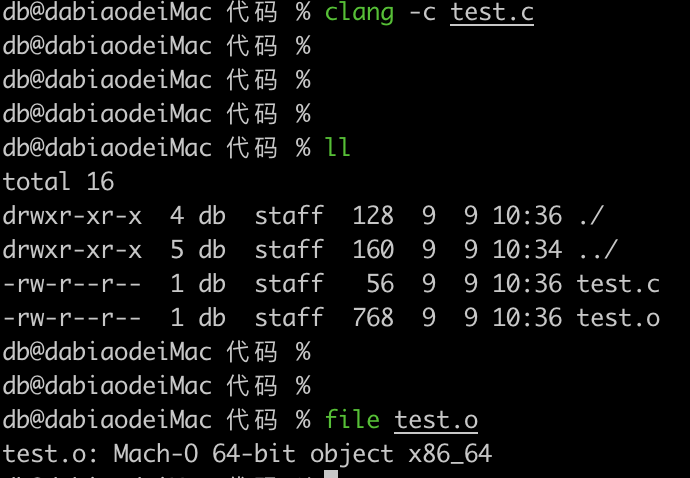 db@dabiaodeiMac 代码 % clang -c test.c
db@dabiaodeiMac 代码 %
db@dabiaodeiMac 代码 %
db@dabiaodeiMac 代码 %
db@dabiaodeiMac 代码 % ll
total 16
drwxr-xr-x  4 db  staff  128  9  9 10:36 ./
drwxr-xr-x  5 db  staff  160  9  9 10:34 ../
-rw-r--r--  1 db  staff   56  9  9 10:36 test.c
-rw-r--r--  1 db  staff  768  9  9 10:36 test.o
db@dabiaodeiMac 代码 %
db@dabiaodeiMac 代码 %
db@dabiaodeiMac 代码 % file test.o
test.o: Mach-O 64-bit object x86_64
db@dabiaodeiMac 代码 %